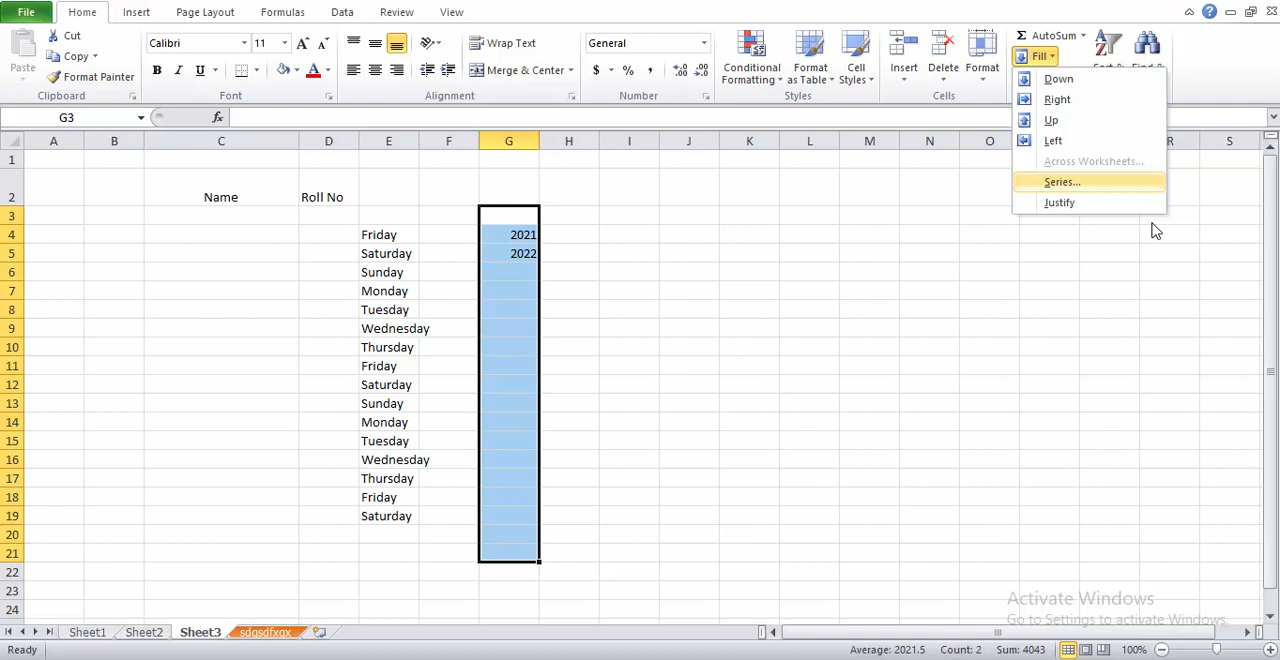 File Home Insert Page Layout Formulas Data Review View
Cut
Copy
Format Painter
Paste
Clipboard
Calibri 11
B I U
Font
Wrap Text
Merge & Center
Alignment
General
$ % ,
Number
Conditional Formatting
Format as Table
Cell Styles
Styles
Insert
Delete
Format
Cells
Σ AutoSum
Fill
Down
Right
Up
Left
Across Worksheets...
Series...
Justify
G3 fx
A B C D E F G H I J K L M N O R S
1
2 Name Roll No
3
4 Friday 2021
5 Saturday 2022
6 Sunday
7 Monday
8 Tuesday
9 Wednesday
10 Thursday
11 Friday
12 Saturday
13 Sunday
14 Monday
15 Tuesday
16 Wednesday
17 Thursday
18 Friday
19 Saturday
20
21
22
23
24
Activate Windows
Go to Settings to activate Windows.
Sheet1 Sheet2 Sheet3
Ready Average: 2021.5 Count: 2 Sum: 4043 100%